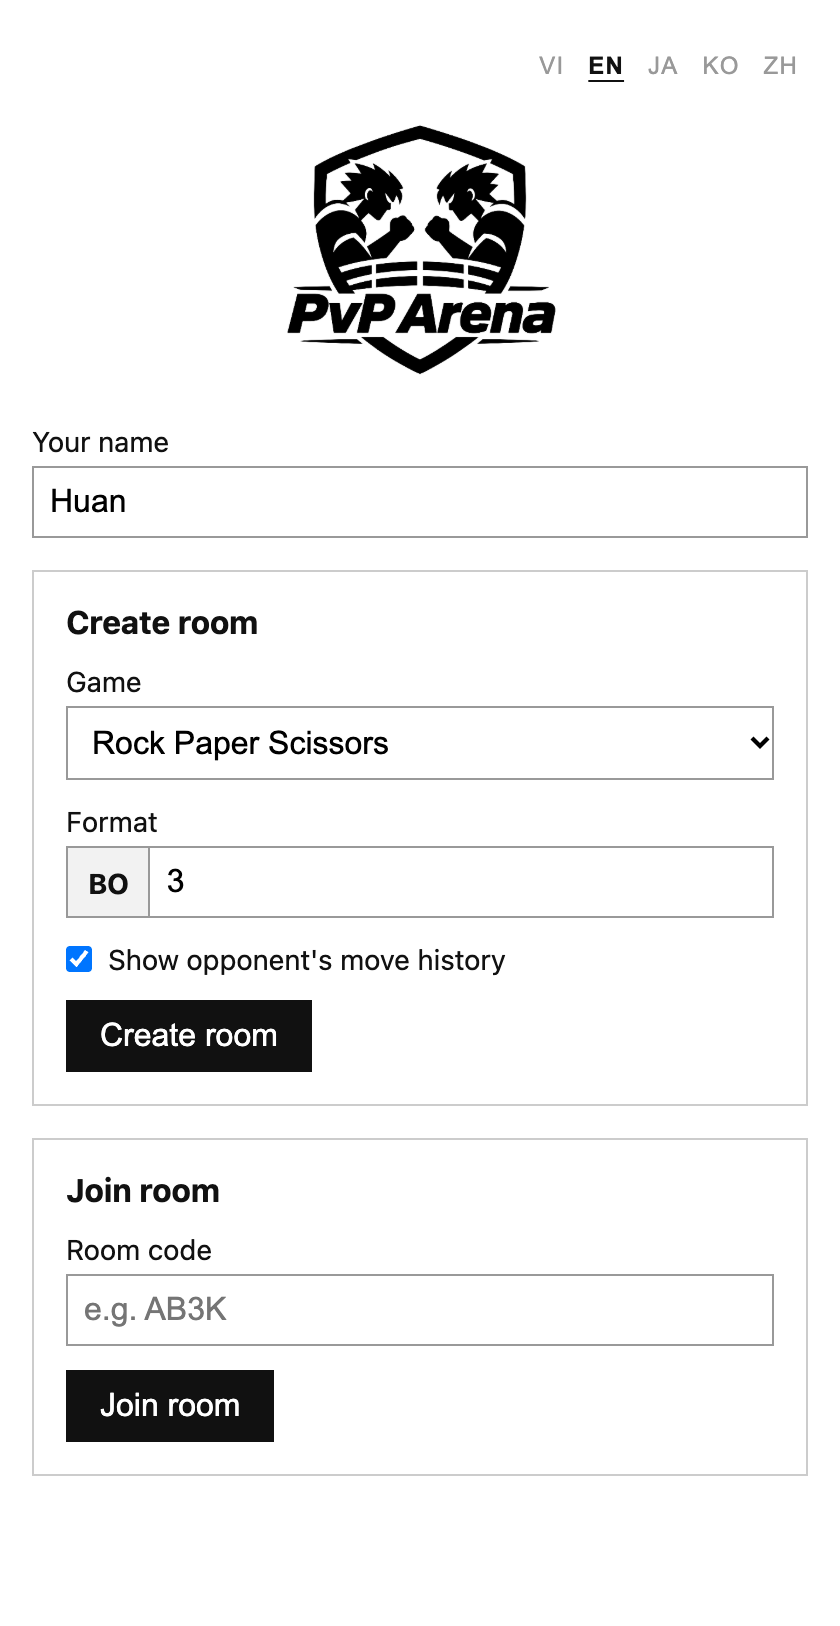 VI EN JA KO ZH
PvP Arena
Your name
Huan
Create room
Game
Rock Paper Scissors
Format
BO 3
Show opponent's move history
Create room
Join room
Room code
e.g. AB3K
Join room